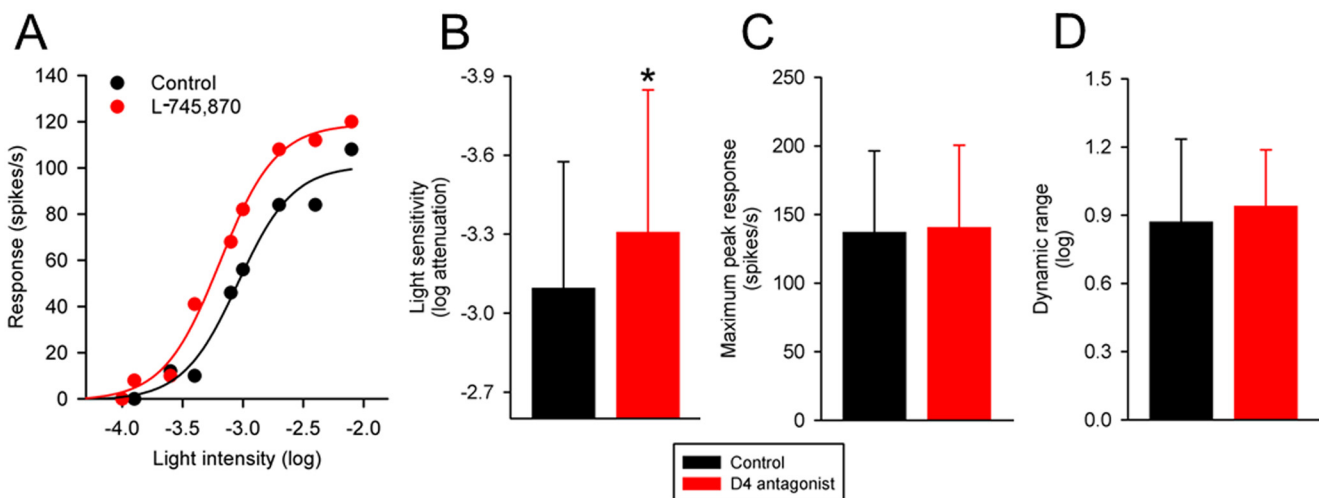 A
B
C
D
Control
L-745,870
Response (spikes/s)
140
120
100
80
60
40
20
0
-4.0 -3.5 -3.0 -2.5 -2.0
Light intensity (log)
Light sensitivity
(log attenuation)
-3.9
-3.6
-3.3
-3.0
-2.7
*
Maximum peak response
(spikes/s)
250
200
150
100
50
0
Dynamic range
(log)
1.5
1.2
0.9
0.6
0.3
0.0
Control
D4 antagonist